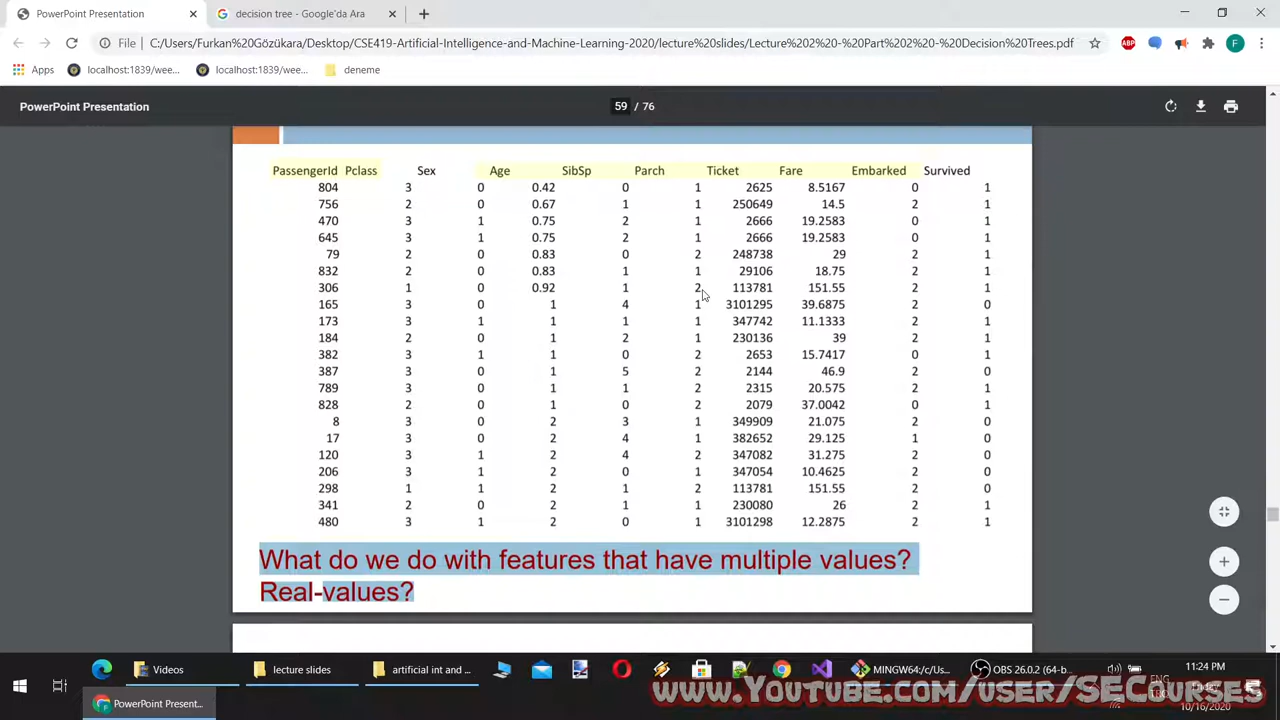 PowerPoint Presentation
decision tree - Google'da Ara
File
C:/Users/Furkan%20Gözükara/Desktop/CSE419-Artificial-Intelligence-and-Machine-Learning-2020/lecture%20slides/Lecture%202%20-%20Part%202%20-%20Decision%20Trees.pdf
ABP
F
Apps
localhost:1839/wee...
localhost:1839/wee...
deneme
PowerPoint Presentation
59 / 76
PassengerId Pclass Sex Age SibSp Parch Ticket Fare Embarked Survived
804 3 0 0.42 0 1 2625 8.5167 0 1
756 2 0 0.67 1 1 250649 14.5 2 1
470 3 1 0.75 2 1 2666 19.2583 0 1
645 3 1 0.75 2 1 2666 19.2583 0 1
79 2 0 0.83 0 2 248738 29 2 1
832 2 0 0.83 1 1 29106 18.75 2 1
306 1 0 0.92 1 2 113781 151.55 2 1
165 3 0 1 4 1 3101295 39.6875 2 0
173 3 1 1 1 1 347742 11.1333 2 1
184 2 0 1 2 1 230136 39 2 1
382 3 1 1 0 2 2653 15.7417 0 1
387 3 0 1 5 2 2144 46.9 2 0
789 3 0 1 1 2 2315 20.575 2 1
828 2 0 1 0 2 2079 37.0042 0 1
8 3 0 2 3 1 349909 21.075 2 0
17 3 0 2 4 1 382652 29.125 1 0
120 3 1 2 4 2 347082 31.275 2 0
206 3 1 2 0 1 347054 10.4625 2 0
298 1 1 2 1 2 113781 151.55 2 0
341 2 0 2 1 1 230080 26 2 1
480 3 1 2 0 1 3101298 12.2875 2 1
What do we do with features that have multiple values?
Real-values?
Videos
lecture slides
artificial int and ...
MINGW64:/c/Us...
OBS 26.0.2 (64-b...
ENG
11:24 PM
PowerPoint Present...
www.Youtube.com/user/SECourses
10/16/2020